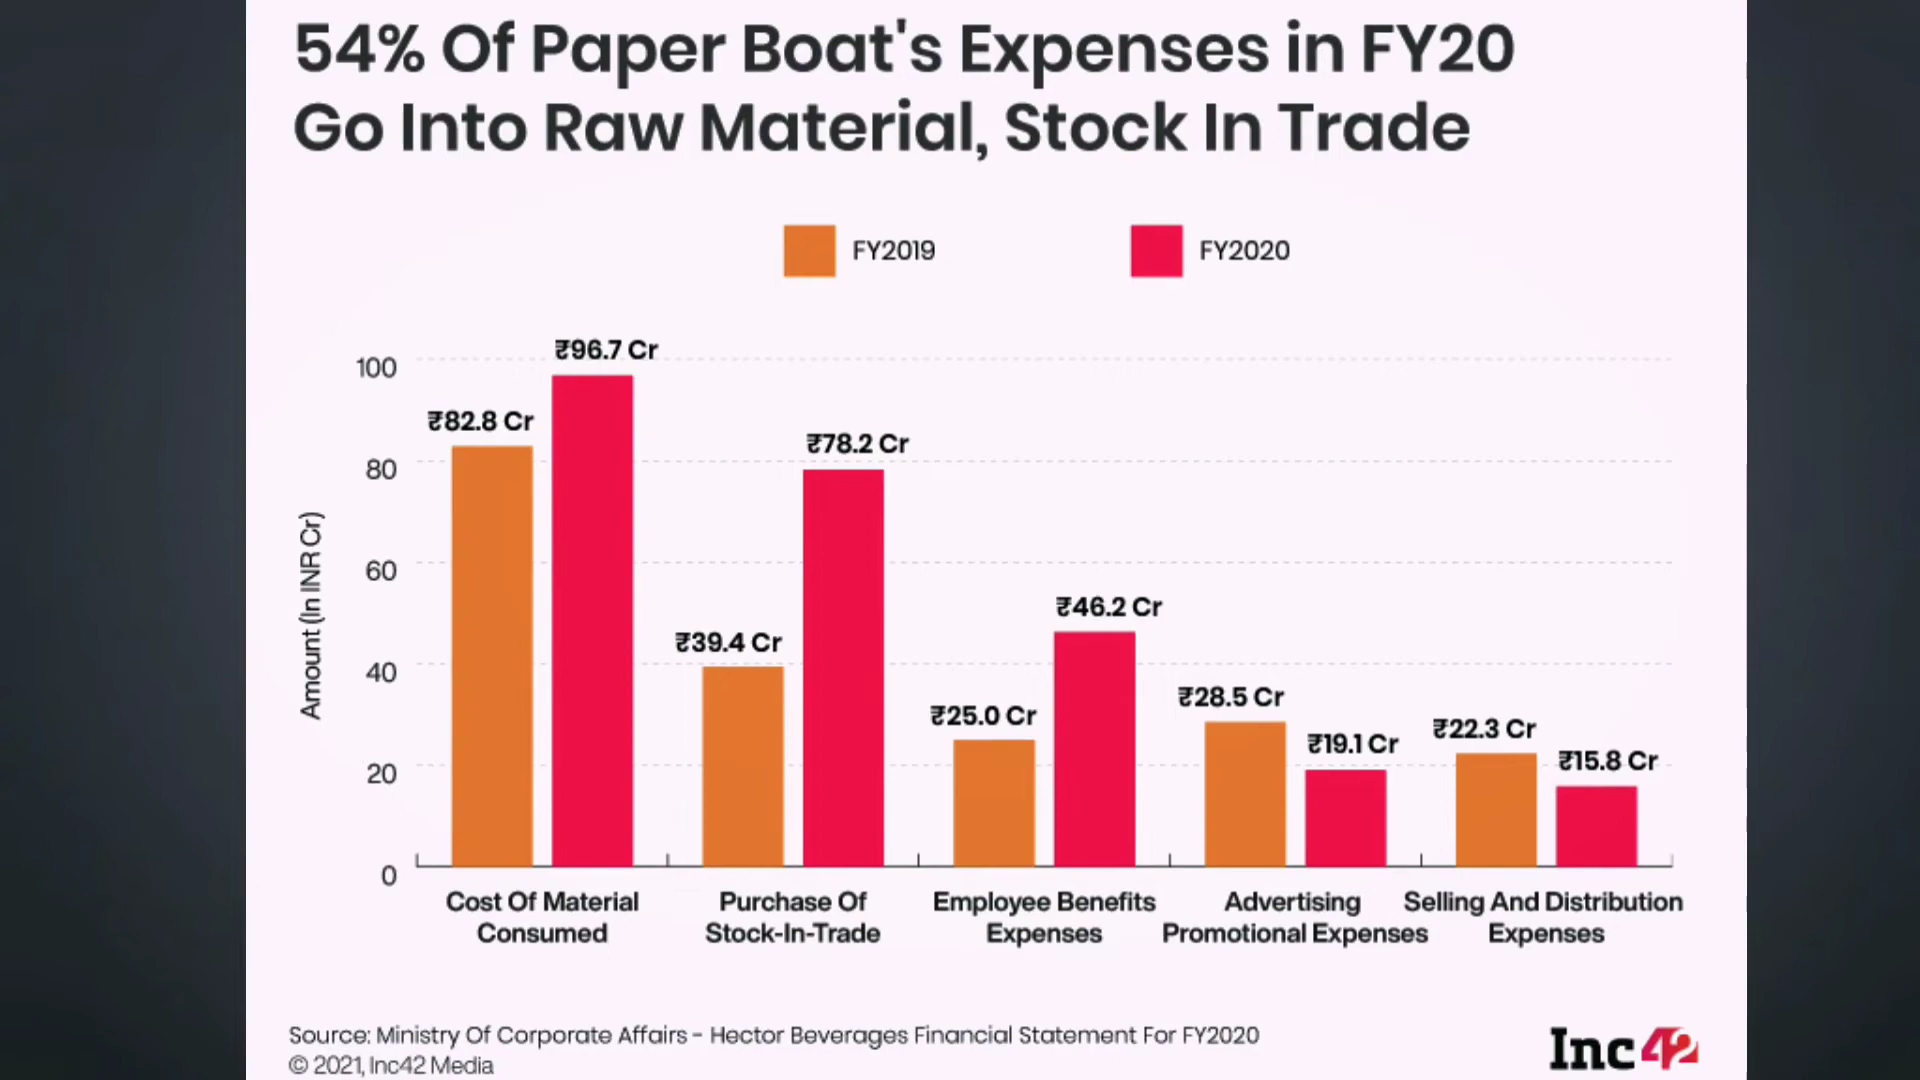 54% Of Paper Boat's Expenses in FY20
Go Into Raw Material, Stock In Trade
FY2019
FY2020
Amount (In INR Cr)
100
80
60
40
20
0
₹82.8 Cr
₹96.7 Cr
₹39.4 Cr
₹78.2 Cr
₹25.0 Cr
₹46.2 Cr
₹28.5 Cr
₹19.1 Cr
₹22.3 Cr
₹15.8 Cr
Cost Of Material
Consumed
Purchase Of
Stock-In-Trade
Employee Benefits
Expenses
Advertising
Promotional Expenses
Selling And Distribution
Expenses
Source: Ministry Of Corporate Affairs - Hector Beverages Financial Statement For FY2020
© 2021, Inc42 Media
Inc42